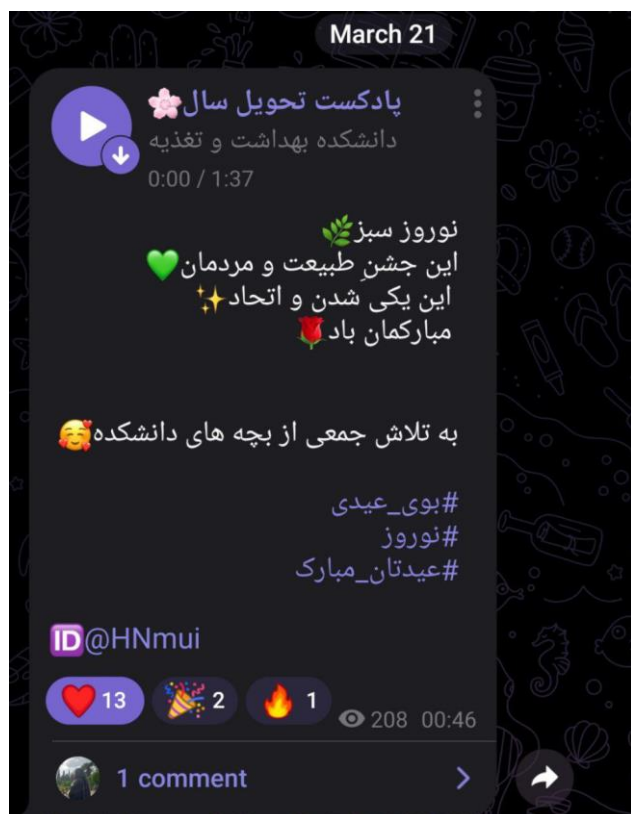 March 21
پادکست تحویل سال🌸
دانشکده بهداشت و تغذیه
0:00 / 1:37
نوروز سبز🌿
این جشنِ طبیعت و مردمان💚
این یکی شدن و اتحاد✨
مبارکمان باد🌹
به تلاش جمعی از بچه های دانشکده🥰
#بوی_عیدی
#نوروز
#عیدتان_مبارک
🆔@HNmui
❤️ 13 🎉 2 🔥 1 208 00:46
1 comment